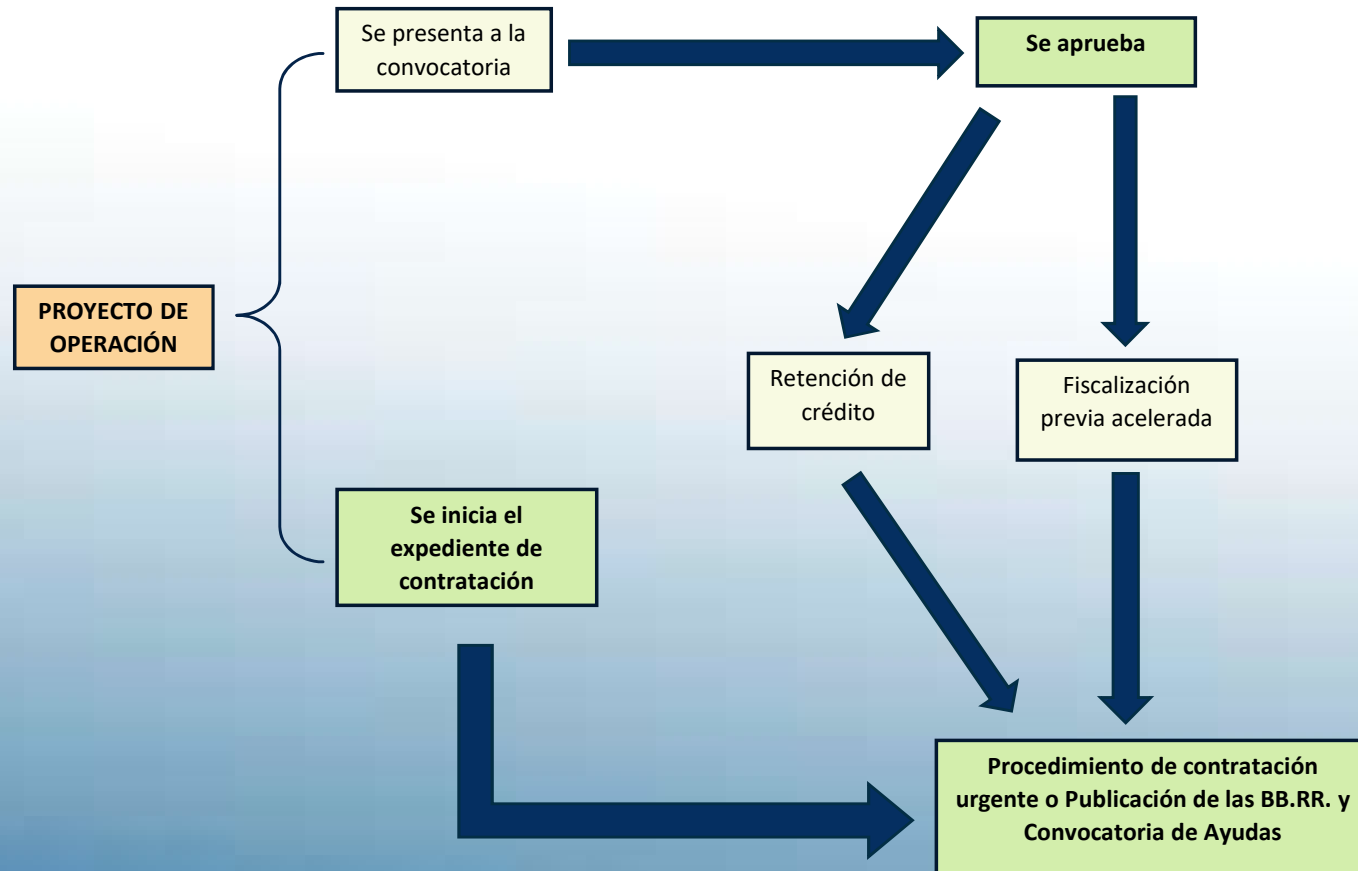 Se presenta a la
convocatoria
Se aprueba
PROYECTO DE
OPERACIÓN
Retención de
crédito
Fiscalización
previa acelerada
Se inicia el
expediente de
contratación
Procedimiento de contratación
urgente o Publicación de las BB.RR. y
Convocatoria de Ayudas